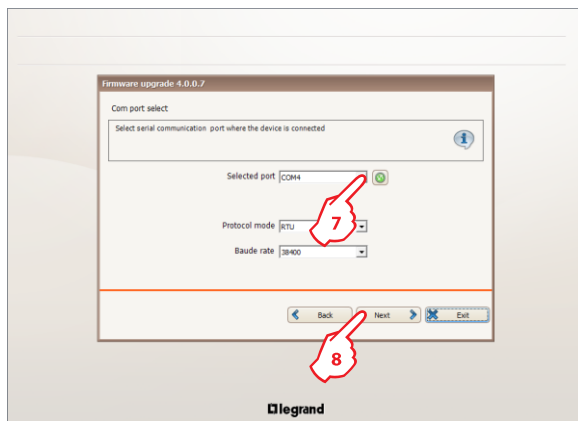 Firmware upgrade 4.0.0.7
Com port select
Select serial communication port where the device is connected
Selected port COM4
7
Protocol mode RTU
Baude rate 38400
Back Next Exit
8
legrand